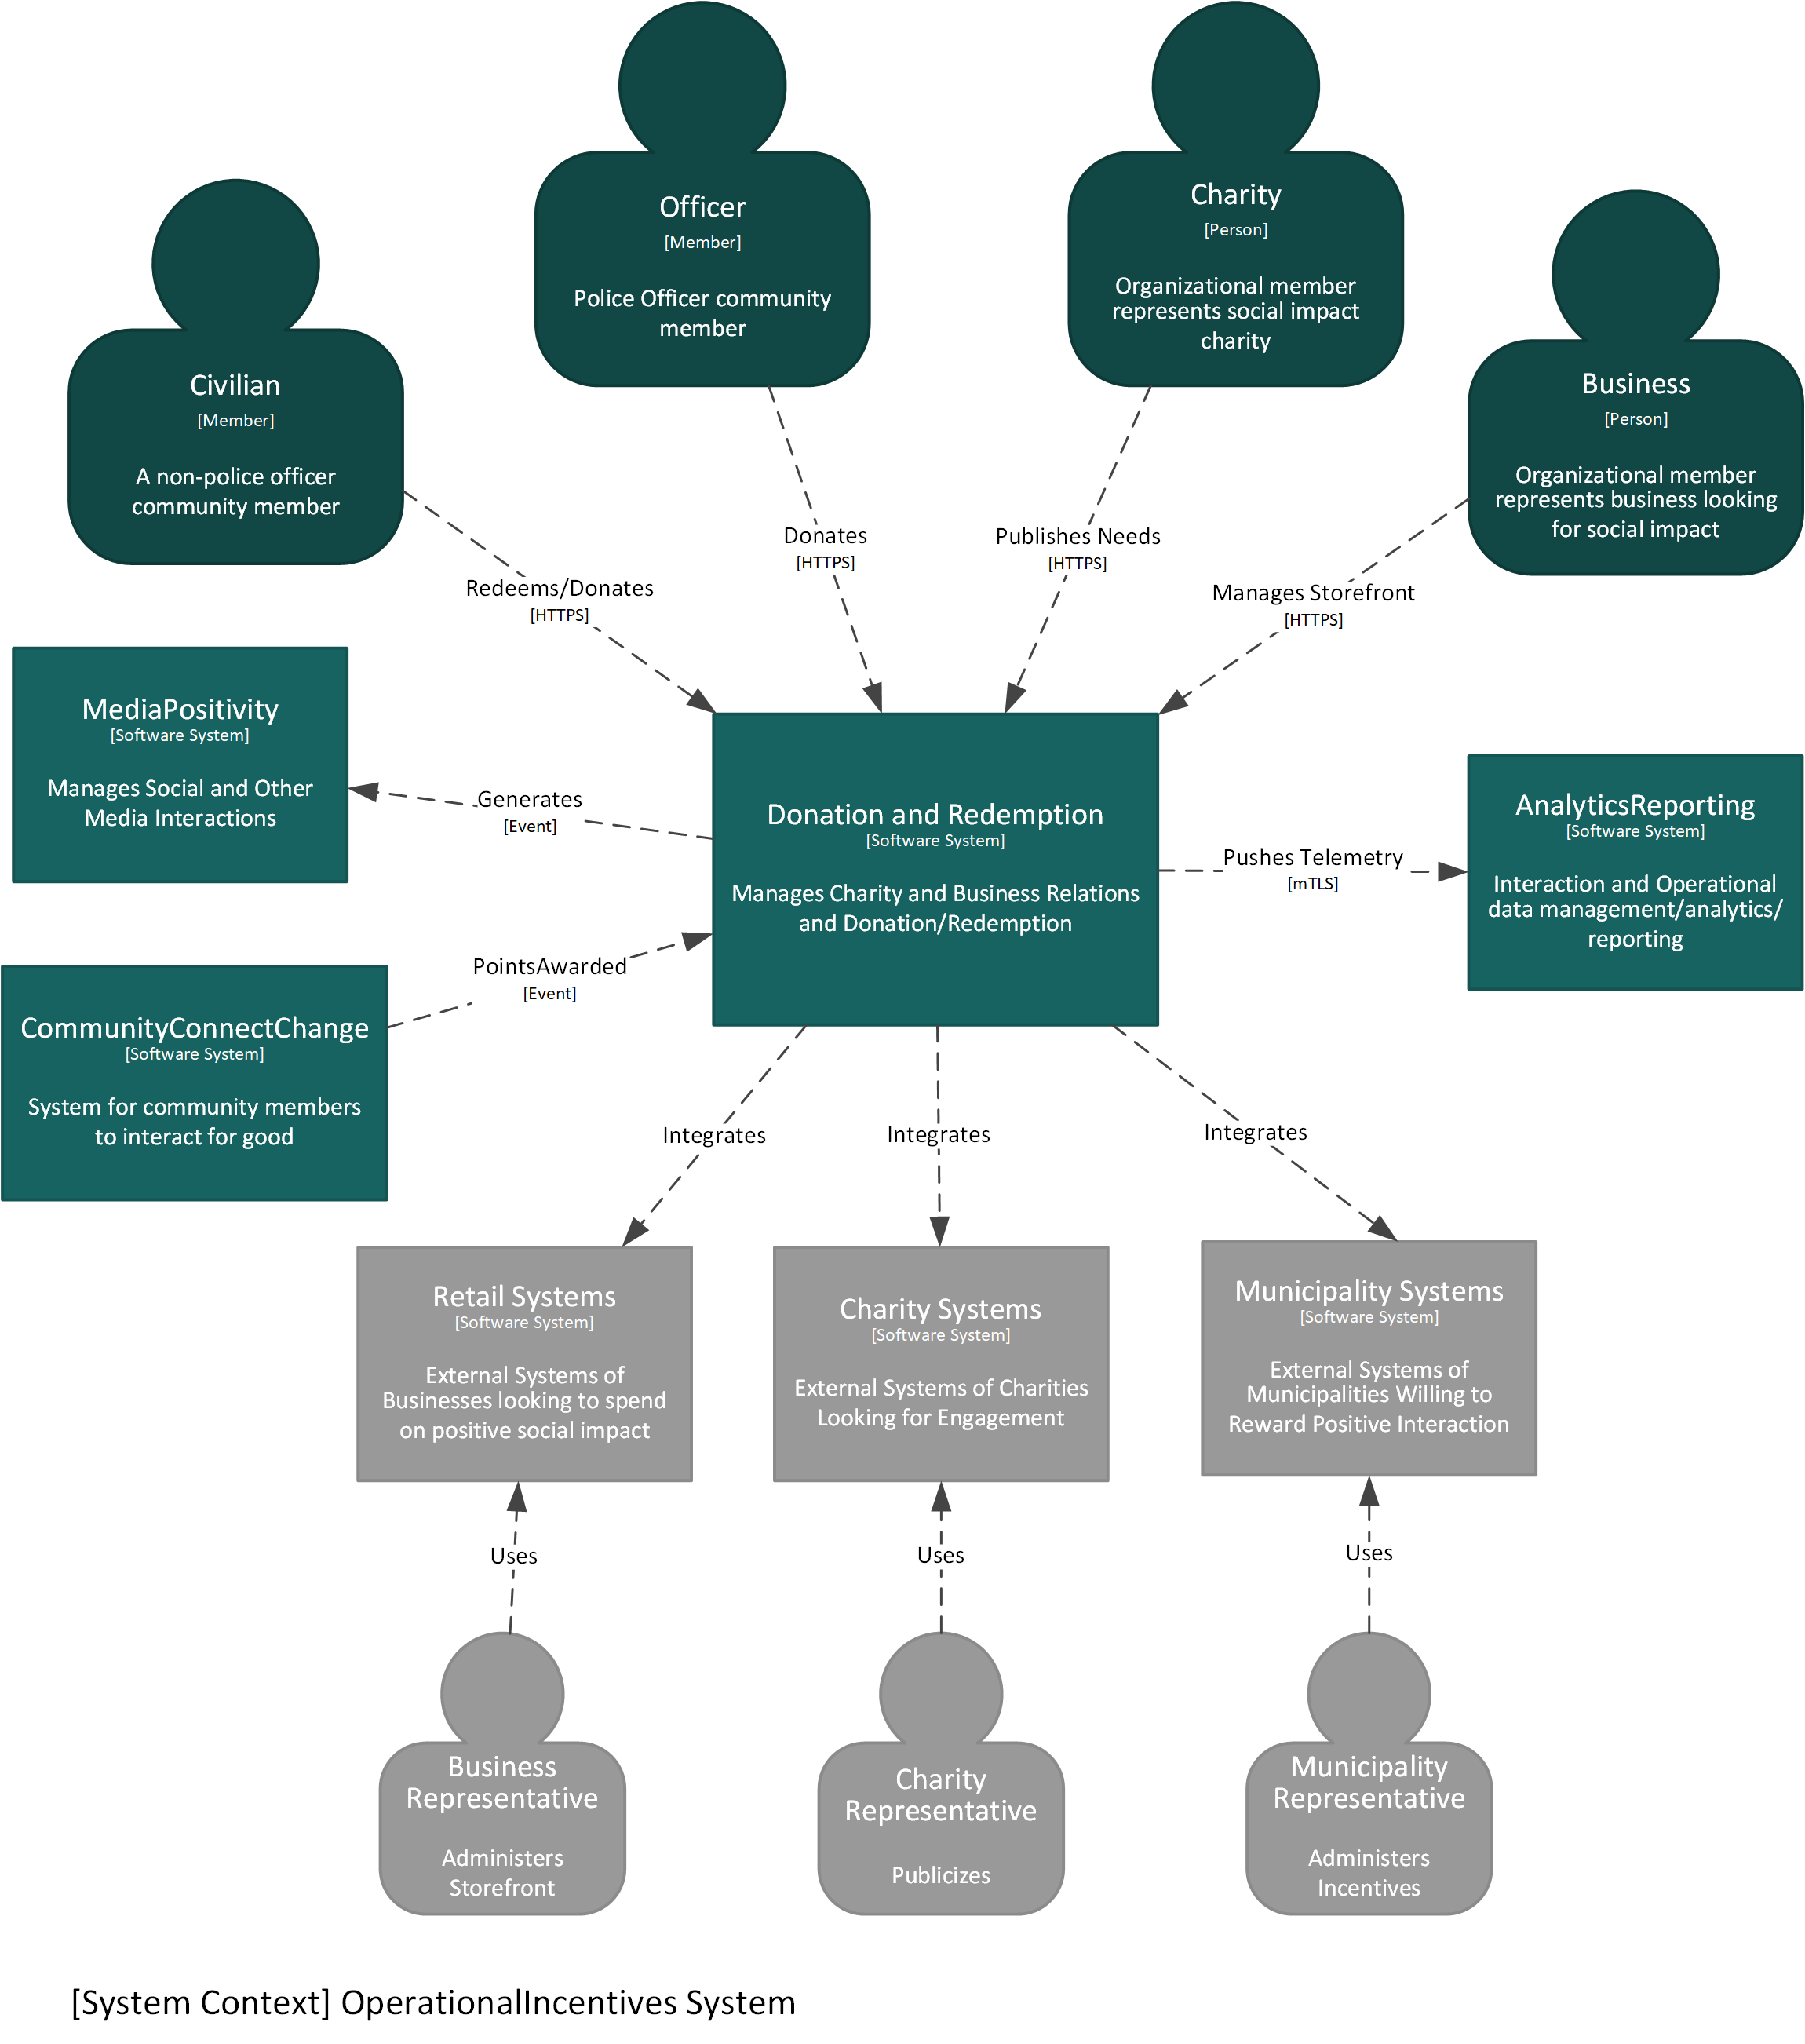 Officer
[Member]
Police Officer community
member
Charity
[Person]
Organizational member
represents social impact
charity
Civilian
[Member]
A non-police officer
community member
Business
[Person]
Organizational member
represents business looking
for social impact
Redeems/Donates
[HTTPS]
Donates
[HTTPS]
Publishes Needs
[HTTPS]
Manages Storefront
[HTTPS]
MediaPositivity
[Software System]
Manages Social and Other
Media Interactions
Generates
[Event]
Donation and Redemption
[Software System]
Manages Charity and Business Relations
and Donation/Redemption
Pushes Telemetry
[mTLS]
AnalyticsReporting
[Software System]
Interaction and Operational
data management/analytics/
reporting
CommunityConnectChange
[Software System]
System for community members
to interact for good
PointsAwarded
[Event]
Integrates
Integrates
Integrates
Retail Systems
[Software System]
External Systems of
Businesses looking to spend
on positive social impact
Charity Systems
[Software System]
External Systems of Charities
Looking for Engagement
Municipality Systems
[Software System]
External Systems of
Municipalities Willing to
Reward Positive Interaction
Uses
Uses
Uses
Business
Representative
Administers
Storefront
Charity
Representative
Publicizes
Municipality
Representative
Administers
Incentives
[System Context] OperationalIncentives System